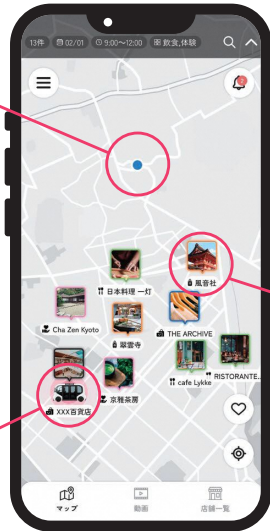 13件 02/01 9:00〜12:00 飲食,体験
2
日本料理 一灯
風音社
Cha Zen Kyoto
翠雲寺
THE ARCHIVE
cafe Lykke
RISTORANTE...
京雅茶房
XXX百貨店
マップ
動画
店舗一覧